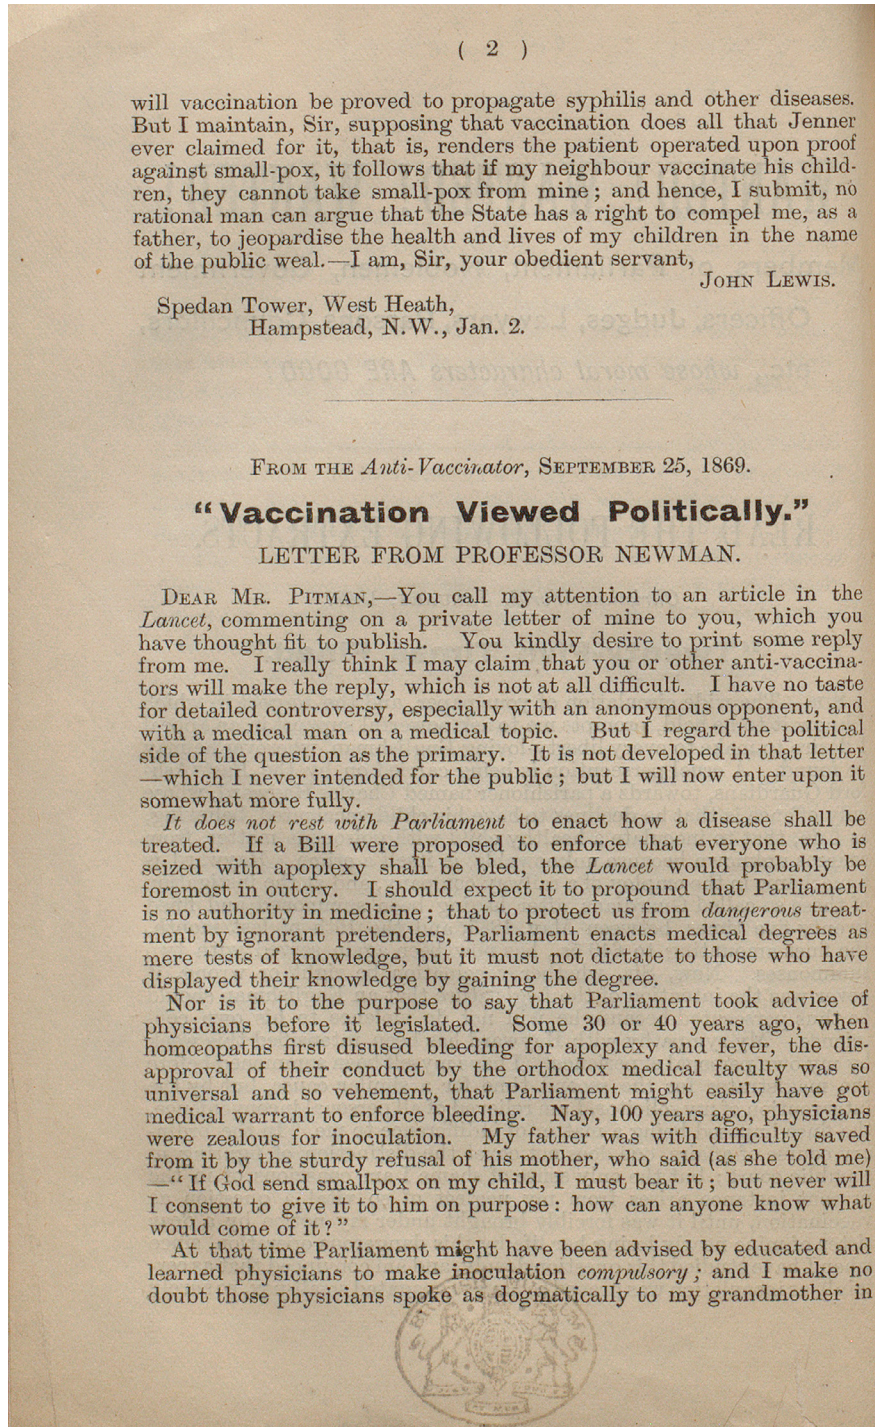 ( 2 )
will vaccination be proved to propagate syphilis and other diseases.
But I maintain, Sir, supposing that vaccination does all that Jenner
ever claimed for it, that is, renders the patient operated upon proof
against small-pox, it follows that if my neighbour vaccinate his child-
ren, they cannot take small-pox from mine ; and hence, I submit, no
rational man can argue that the State has a right to compel me, as a
father, to jeopardise the health and lives of my children in the name
of the public weal.—I am, Sir, your obedient servant,
JOHN LEWIS.
Spedan Tower, West Heath,
Hampstead, N.W., Jan. 2.
FROM THE Anti-Vaccinator, SEPTEMBER 25, 1869.
“Vaccination Viewed Politically.”
LETTER FROM PROFESSOR NEWMAN.
DEAR MR. PITMAN,—You call my attention to an article in the
Lancet, commenting on a private letter of mine to you, which you
have thought fit to publish. You kindly desire to print some reply
from me. I really think I may claim that you or other anti-vaccina-
tors will make the reply, which is not at all difficult. I have no taste
for detailed controversy, especially with an anonymous opponent, and
with a medical man on a medical topic. But I regard the political
side of the question as the primary. It is not developed in that letter
—which I never intended for the public ; but I will now enter upon it
somewhat more fully.
It does not rest with Parliament to enact how a disease shall be
treated. If a Bill were proposed to enforce that everyone who is
seized with apoplexy shall be bled, the Lancet would probably be
foremost in outcry. I should expect it to propound that Parliament
is no authority in medicine ; that to protect us from dangerous treat-
ment by ignorant pretenders, Parliament enacts medical degrees as
mere tests of knowledge, but it must not dictate to those who have
displayed their knowledge by gaining the degree.
Nor is it to the purpose to say that Parliament took advice of
physicians before it legislated. Some 30 or 40 years ago, when
homœopaths first disused bleeding for apoplexy and fever, the dis-
approval of their conduct by the orthodox medical faculty was so
universal and so vehement, that Parliament might easily have got
medical warrant to enforce bleeding. Nay, 100 years ago, physicians
were zealous for inoculation. My father was with difficulty saved
from it by the sturdy refusal of his mother, who said (as she told me)
—“ If God send smallpox on my child, I must bear it ; but never will
I consent to give it to him on purpose : how can anyone know what
would come of it ? ”
At that time Parliament might have been advised by educated and
learned physicians to make inoculation compulsory ; and I make no
doubt those physicians spoke as dogmatically to my grandmother in